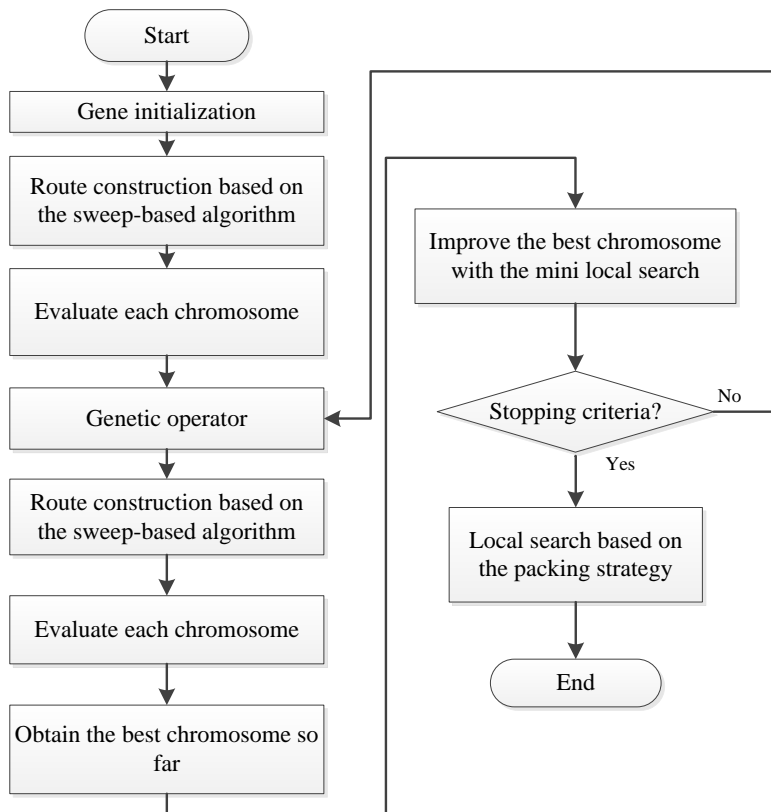 Start
Gene initialization
Route construction based on
the sweep-based algorithm
Evaluate each chromosome
Genetic operator
Route construction based on
the sweep-based algorithm
Evaluate each chromosome
Obtain the best chromosome so
far
Improve the best chromosome
with the mini local search
Stopping criteria?
No
Yes
Local search based on
the packing strategy
End